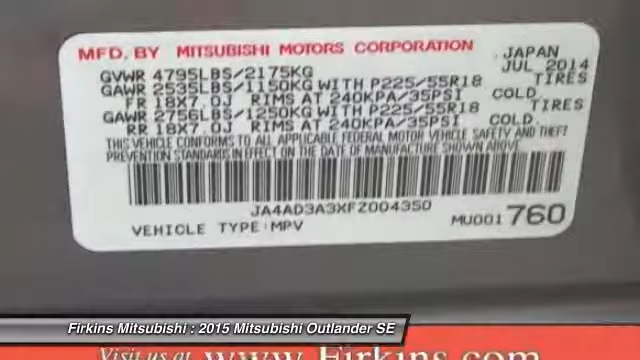 MFD. BY MITSUBISHI MOTORS CORPORATION JAPAN
GVWR 4795LBS/2175KG JUL 2014
GAWR 2535LBS/1150KG WITH P225/55R18 TIRES
FR 18X7.0J RIMS AT 240KPA/35PSI COLD.
GAWR 2756LBS/1250KG WITH P225/55R18 TIRES
RR 18X7.0J RIMS AT 240KPA/35PSI COLD.
THIS VEHICLE CONFORMS TO ALL APPLICABLE FEDERAL MOTOR VEHICLE SAFETY AND THEFT
PREVENTION STANDARDS IN EFFECT ON THE DATE OF MANUFACTURE SHOWN ABOVE.
JA4AD3A3XFZ004350
VEHICLE TYPE: MPV MU001760
Firkins Mitsubishi : 2015 Mitsubishi Outlander SE
Visit us at www.Firkins.com